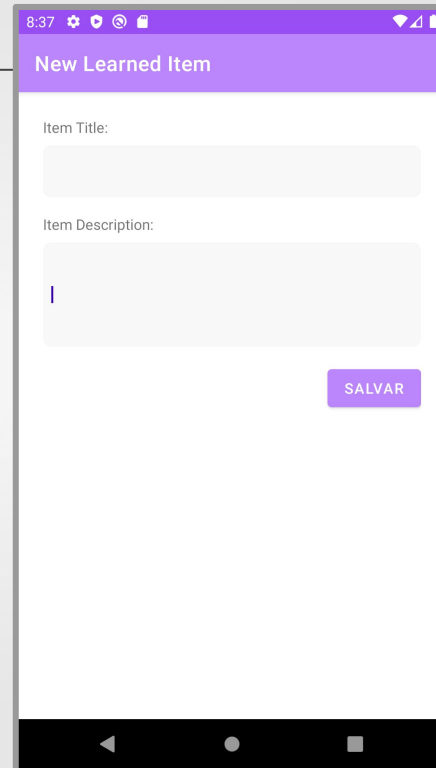 8:37
New Learned Item
Item Title:
Item Description:
SALVAR